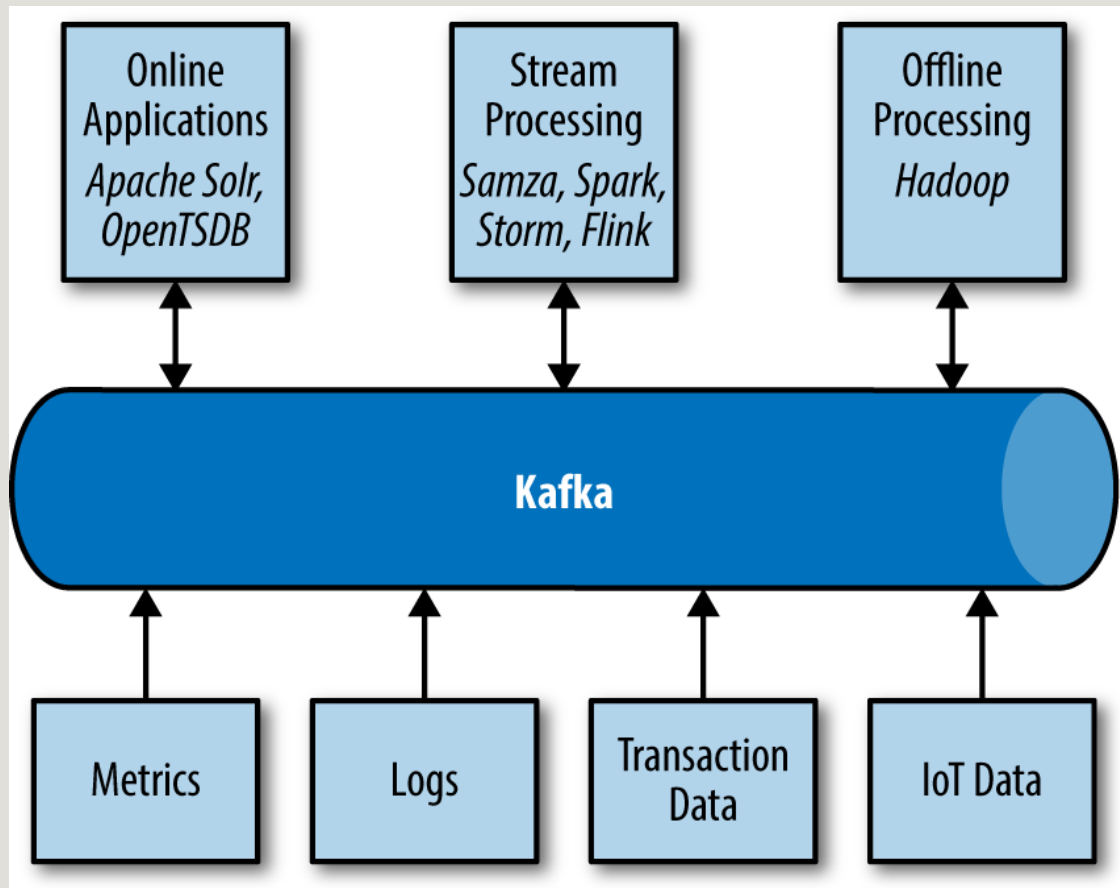 Online
Applications
Apache Solr,
OpenTSDB
Stream
Processing
Samza, Spark,
Storm, Flink
Offline
Processing
Hadoop
Kafka
Metrics
Logs
Transaction
Data
IoT Data